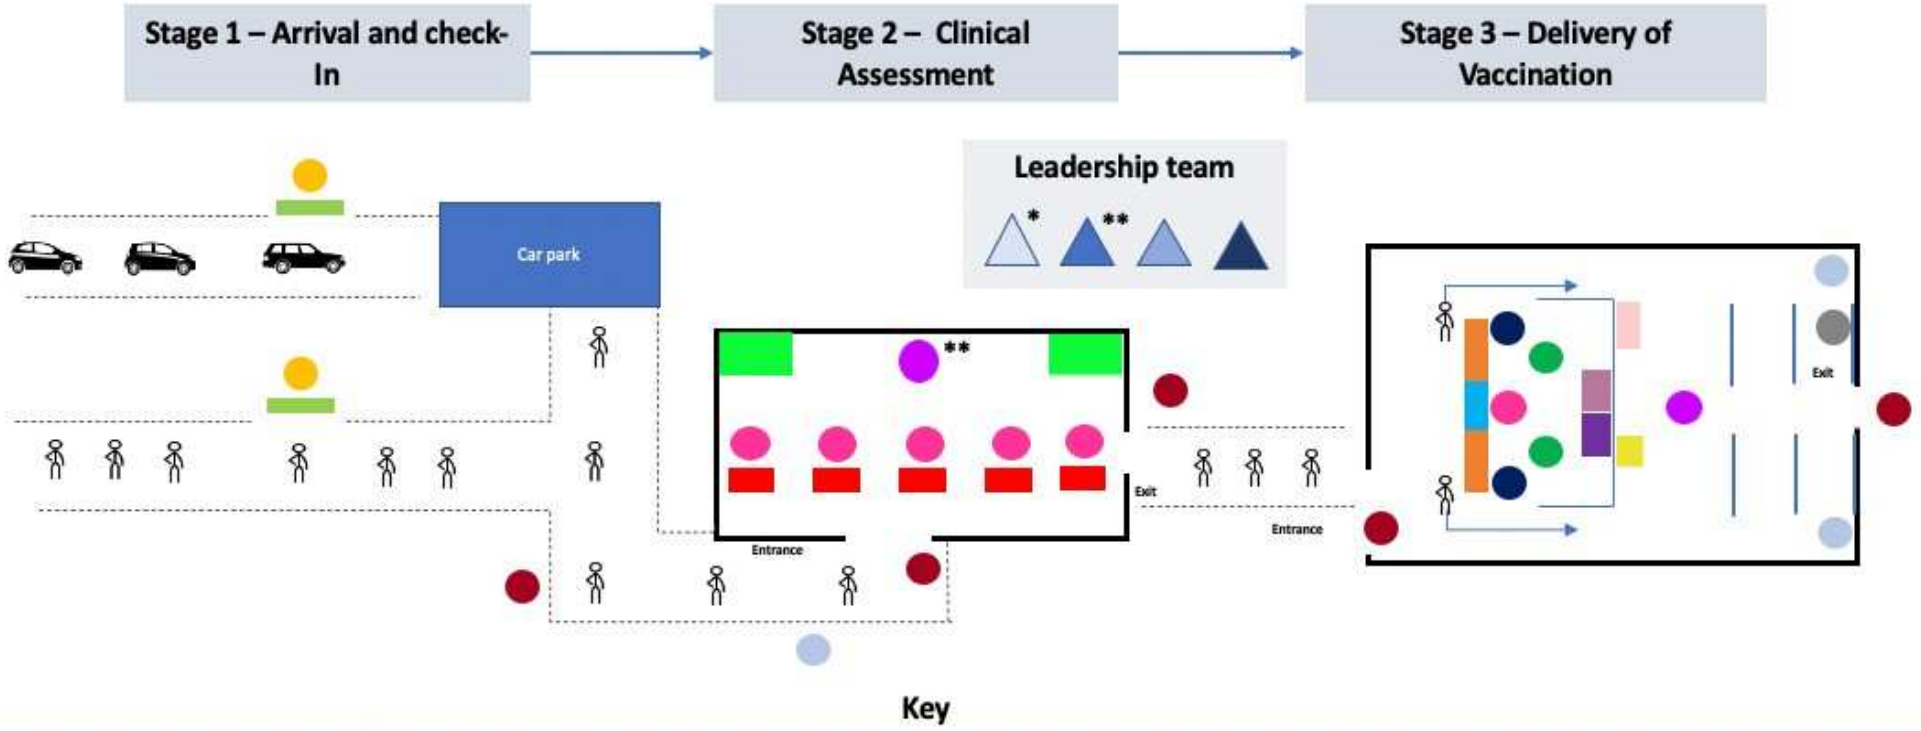 Stage 1 – Arrival and check-
In
Stage 2 –  Clinical
Assessment
Stage 3 – Delivery of
Vaccination
Leadership team
*
**
Car park
**
Exit
Entrance
Entrance
Exit
Key